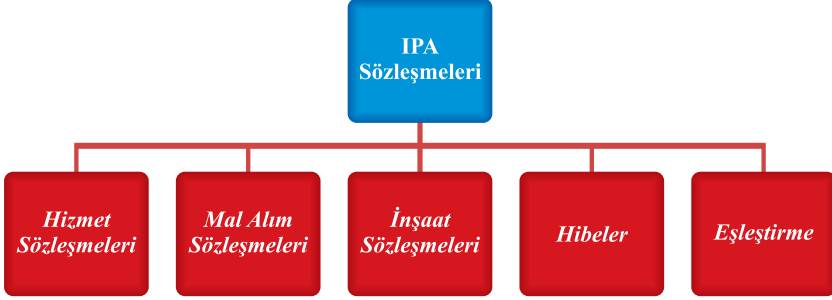 IPA
Sözleşmeleri
Hizmet
Sözleşmeleri
Mal Alım
Sözleşmeleri
İnşaat
Sözleşmeleri
Hibeler
Eşleştirme